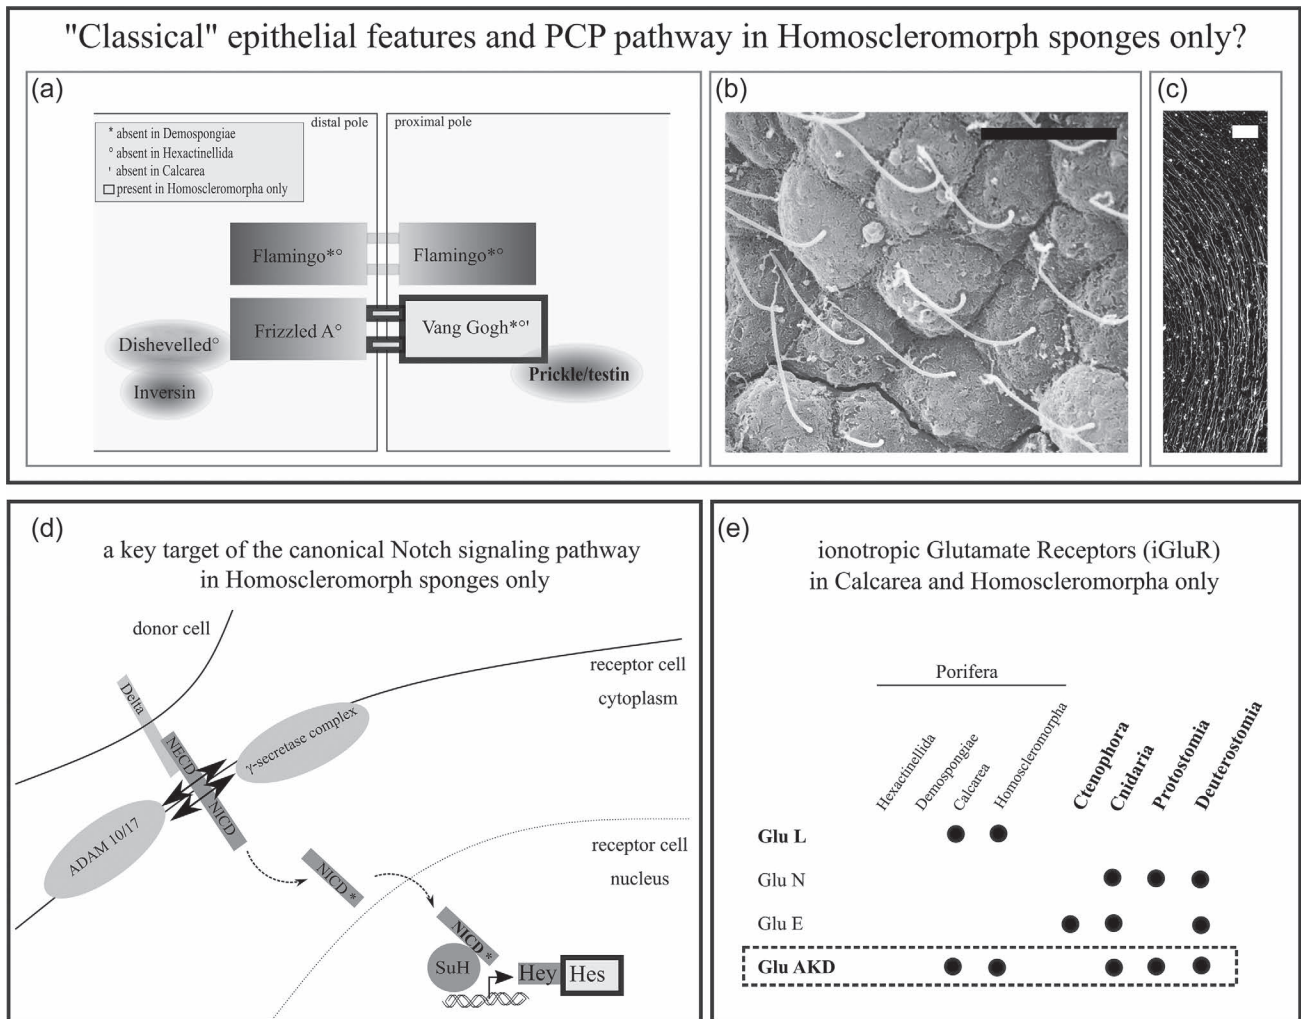 "Classical" epithelial features and PCP pathway in Homoscleromorph sponges only?
(a)
* absent in Demospongiae
° absent in Hexactinellida
' absent in Calcarea
present in Homoscleromorpha only
distal pole
proximal pole
Flamingo*°
Flamingo*°
Frizzled A°
Vang Gogh*°'
Dishevelled°
Inversin
Prickle/testin
(b)
(c)
(d)
a key target of the canonical Notch signaling pathway
in Homoscleromorph sponges only
donor cell
receptor cell
cytoplasm
Delta
NECD
NICD
γ-secretase complex
ADAM 10/17
NICD *
receptor cell
nucleus
NICD *
SuH
Hey
Hes
(e)
ionotropic Glutamate Receptors (iGluR)
in Calcarea and Homoscleromorpha only
Porifera
Hexactinellida
Demospongiae
Calcarea
Homoscleromorpha
Ctenophora
Cnidaria
Protostomia
Deuterostomia
Glu L
Glu N
Glu E
Glu AKD